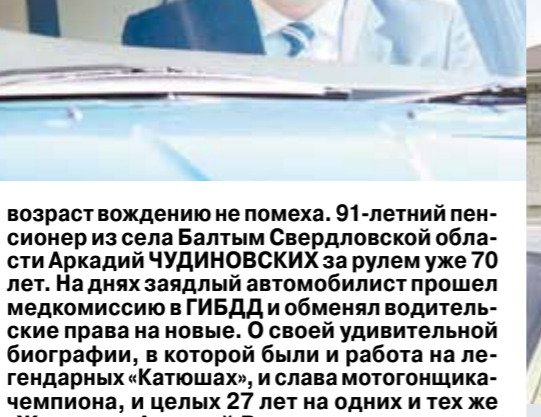 возраст вождению не помеха. 91-летний пен-
сионер из села Балтым Свердловской обла-
сти Аркадий ЧУДИНОВСКИХ за рулем уже 70
лет. На днях заядлый автомобилист прошел
медкомиссию в ГИБДД и обменял водитель-
ские права на новые. О своей удивительной
биографии, в которой были и работа на ле-
гендарных «Катюшах», и слава мотогонщика-
чемпиона, и целых 27 лет на одних и тех же